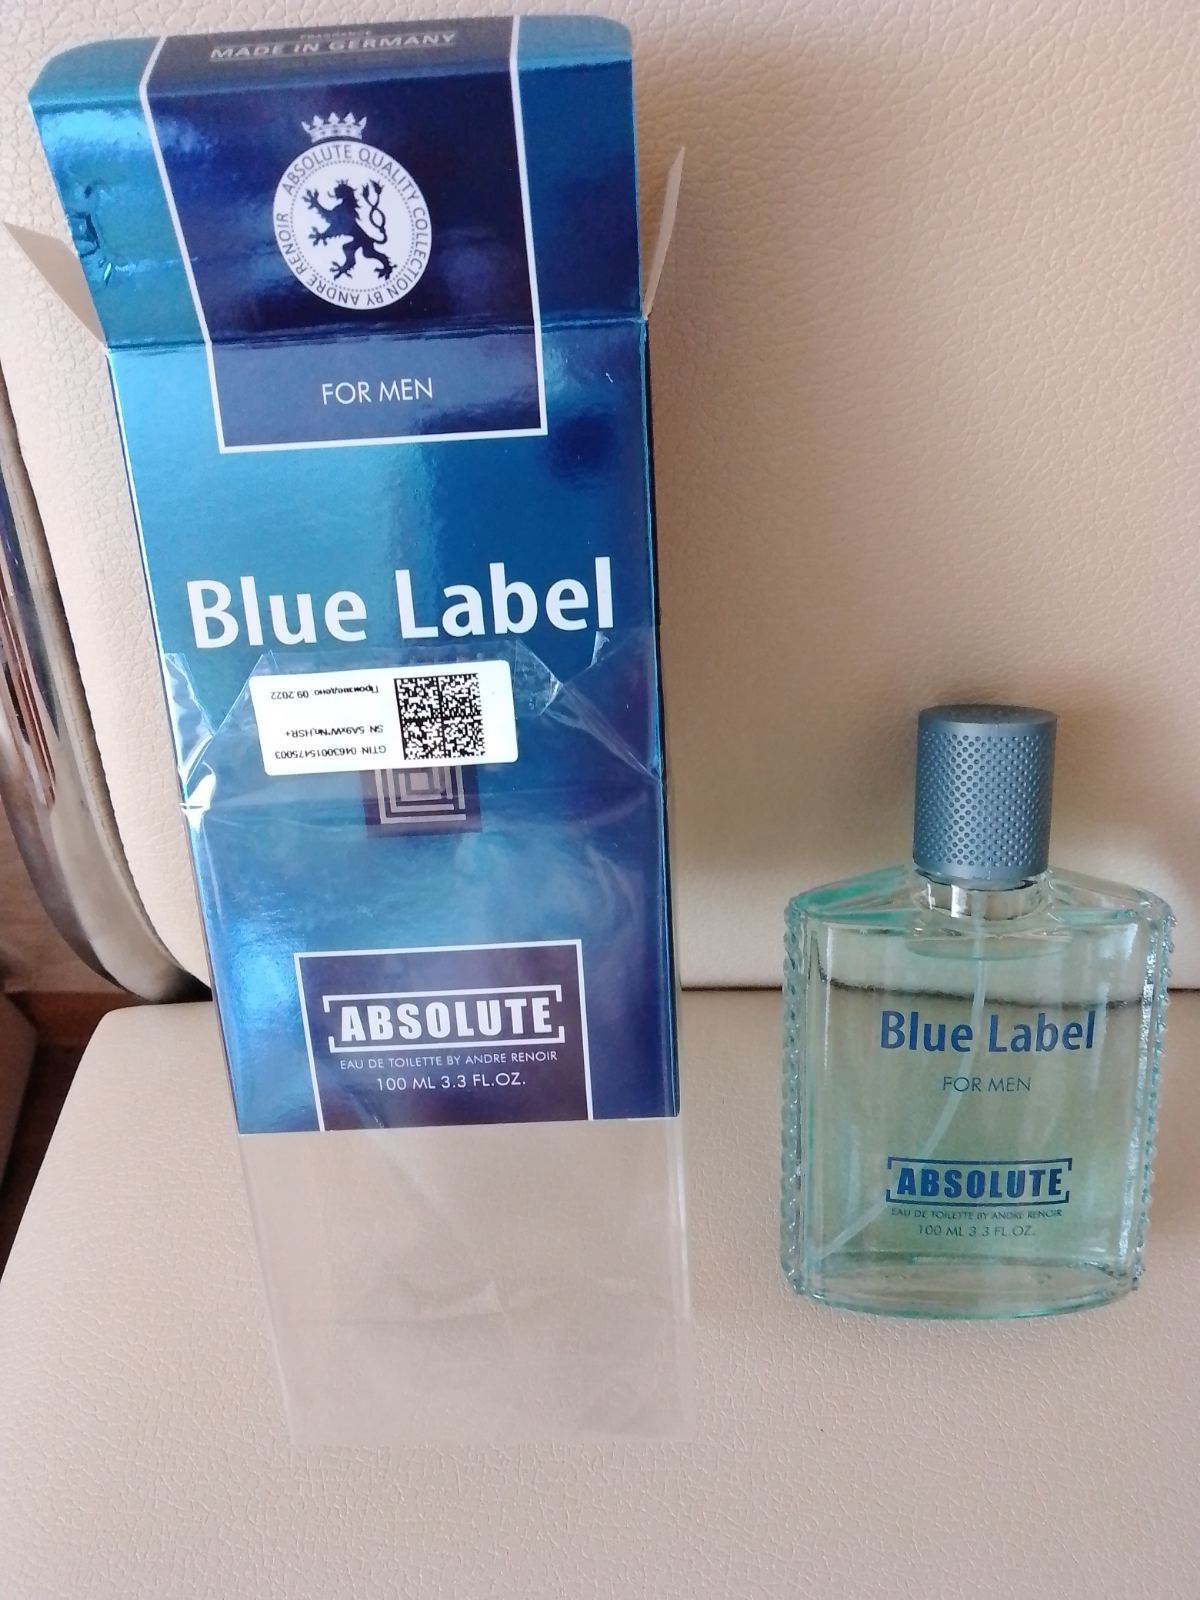 FRAGRANCE
MADE IN GERMANY
ABSOLUTE QUALITY COLLECTION BY ANDRE RENOIR
FOR MEN
Blue Label
GTIN: 04630015475003
SN: 5A9xWNn,HSR+
Произведено: 09.2022
ABSOLUTE
EAU DE TOILETTE BY ANDRE RENOIR
100 ML 3.3 FL.OZ.
Blue Label
FOR MEN
ABSOLUTE
EAU DE TOILETTE BY ANDRE RENOIR
100 ML 3.3 FL.OZ.